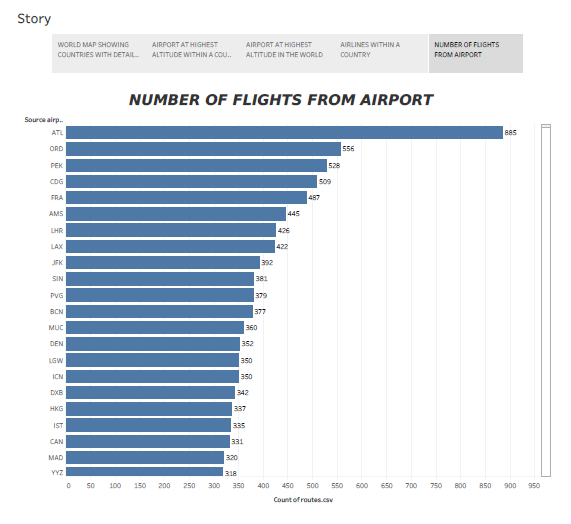 Story
WORLD MAP SHOWING
COUNTRIES WITH DETAIL..
AIRPORT AT HIGHEST
ALTITUDE WITHIN A COU..
AIRPORT AT HIGHEST
ALTITUDE IN THE WORLD
AIRLINES WITHIN A
COUNTRY
NUMBER OF FLIGHTS
FROM AIRPORT
NUMBER OF FLIGHTS FROM AIRPORT
Source airp..
ATL 885
ORD 556
PEK 528
CDG 509
FRA 487
AMS 445
LHR 426
LAX 422
JFK 392
SIN 381
PVG 379
BCN 377
MUC 360
DEN 352
LGW 350
ICN 350
DXB 342
HKG 337
IST 335
CAN 331
MAD 320
YYZ 318
0 50 100 150 200 250 300 350 400 450 500 550 600 650 700 750 800 850 900 950
Count of routes.csv